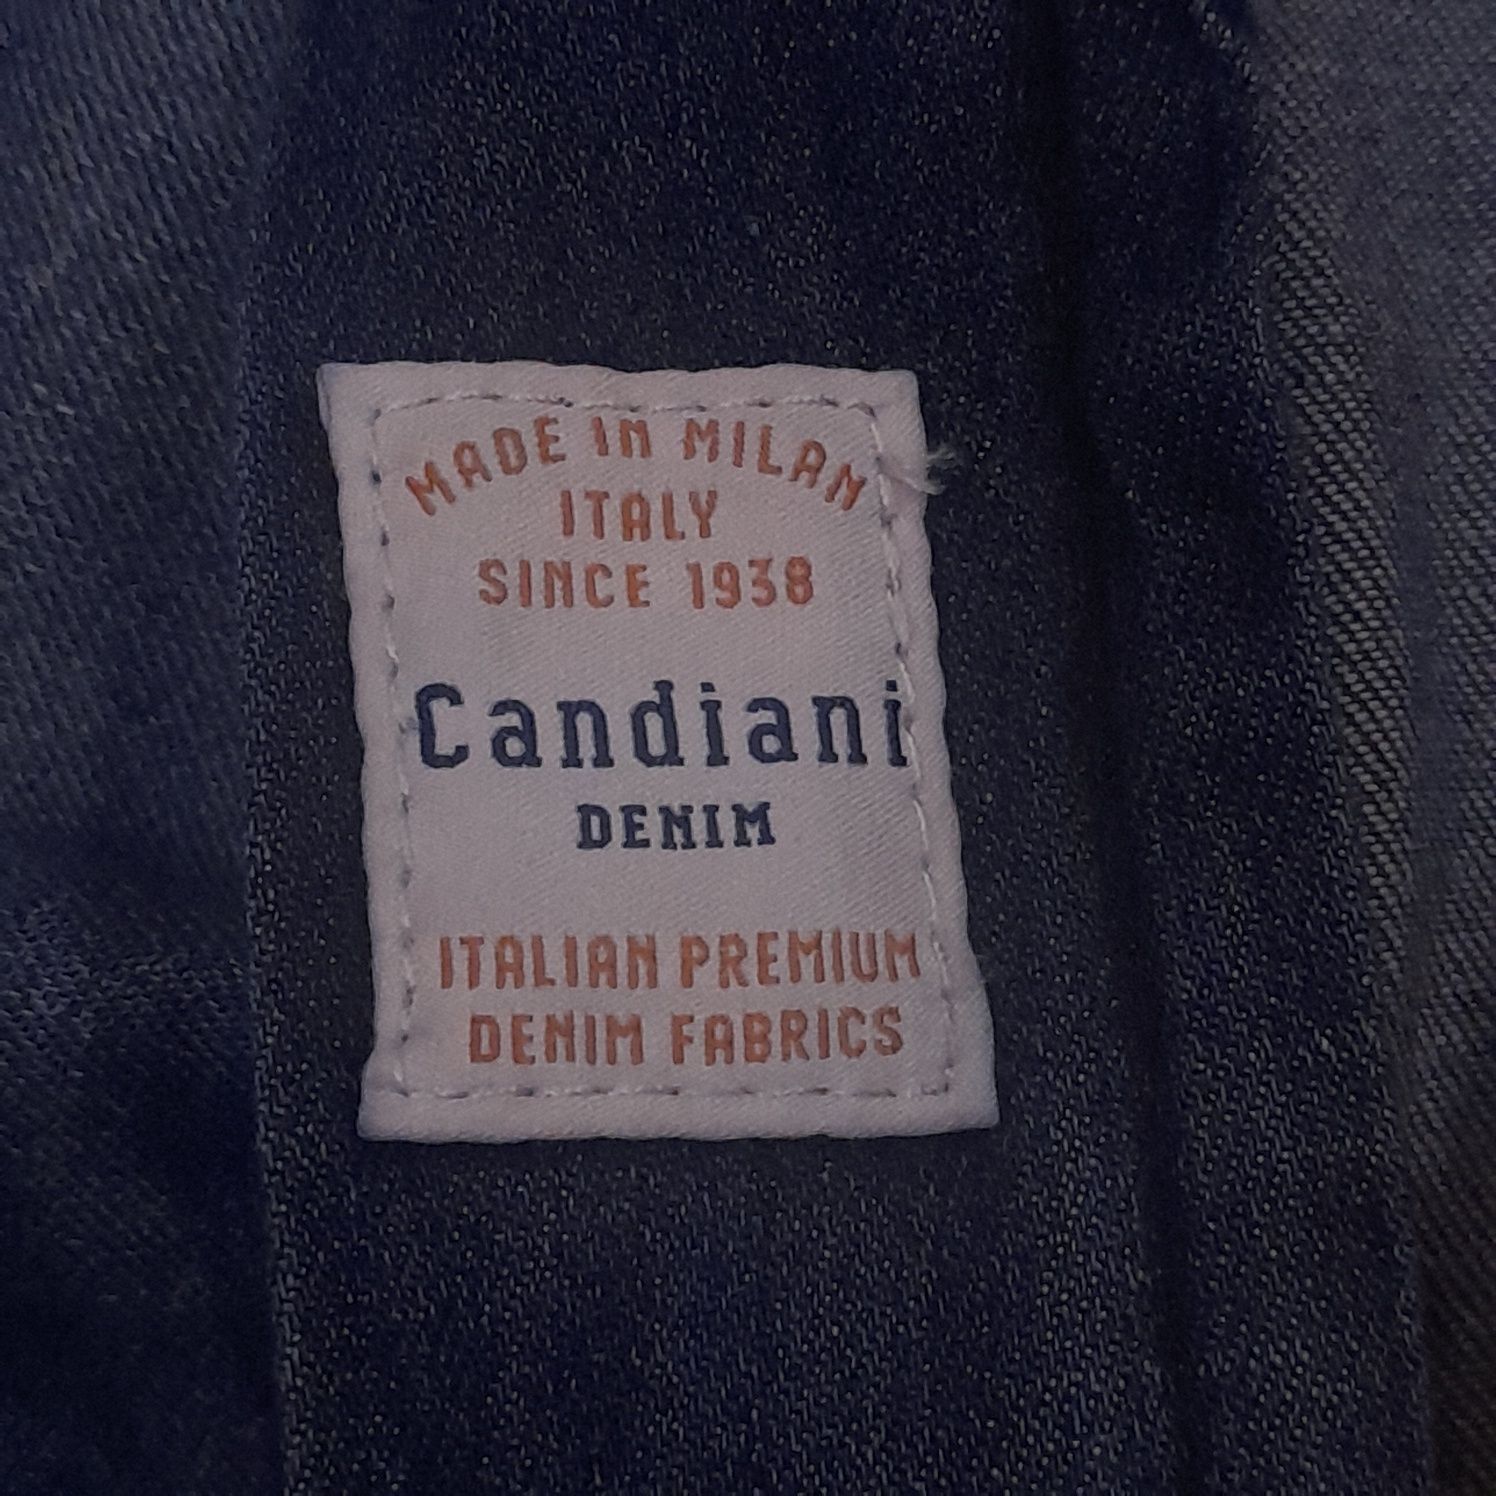 MADE IN MILAN
ITALY
SINCE 1938
Candiani
DENIM
ITALIAN PREMIUM
DENIM FABRICS